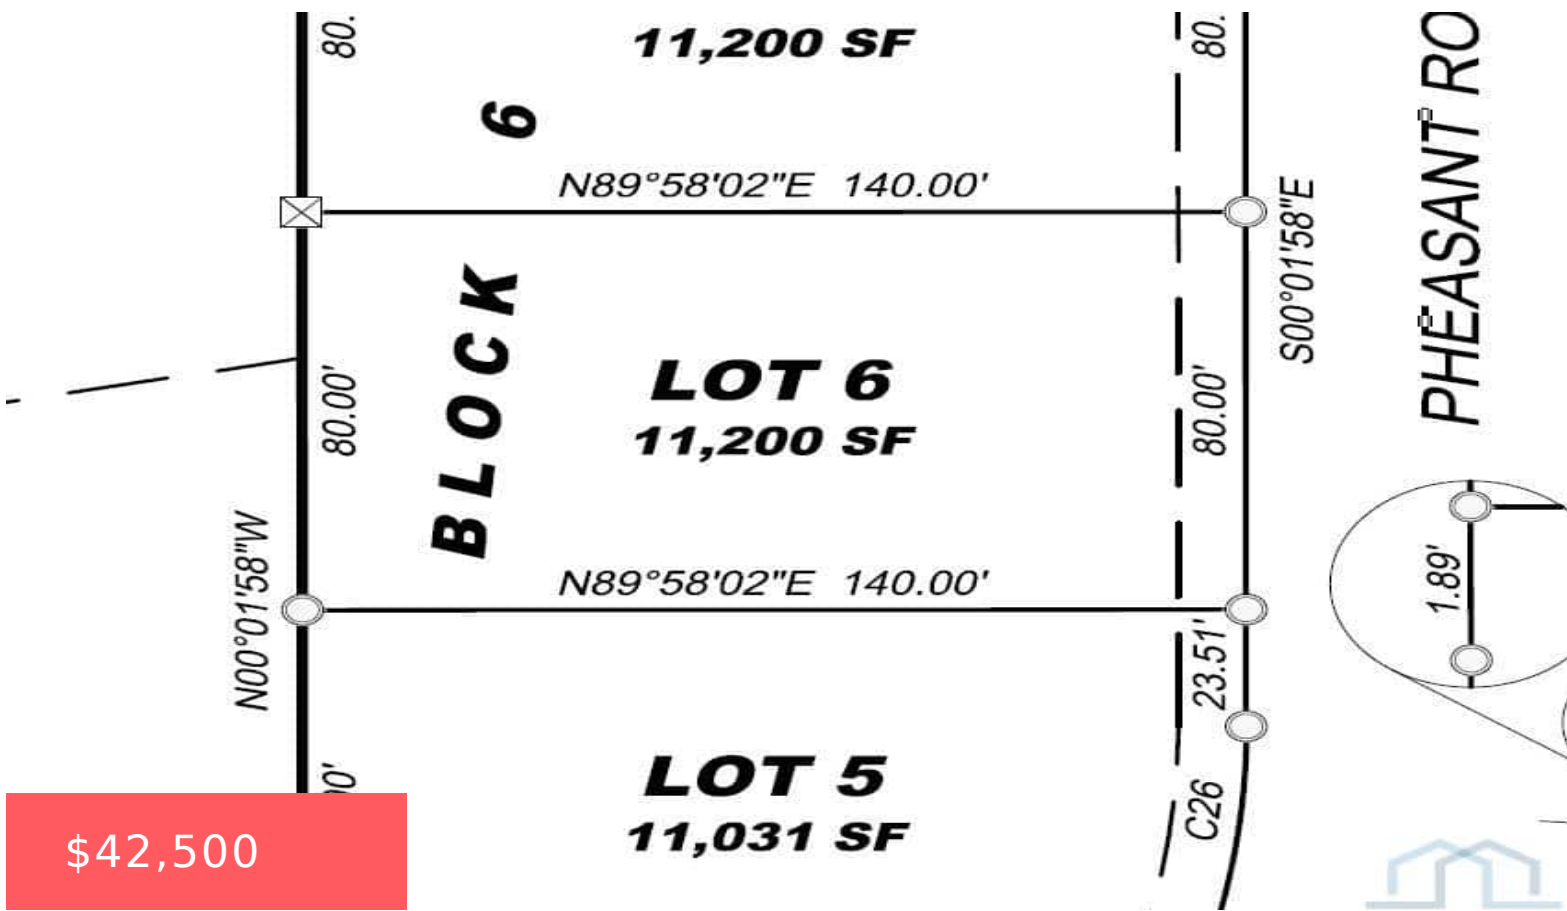 80.
11,200 SF
80.
PHEASANT RO
BLOCK 6
N89°58'02"E 140.00'
S00°01'58"E
LOT 6
11,200 SF
80.00'
80.00'
N00°01'58"W
N89°58'02"E 140.00'
1.89'
23.51'
LOT 5
11,031 SF
00'
C26
$42,500